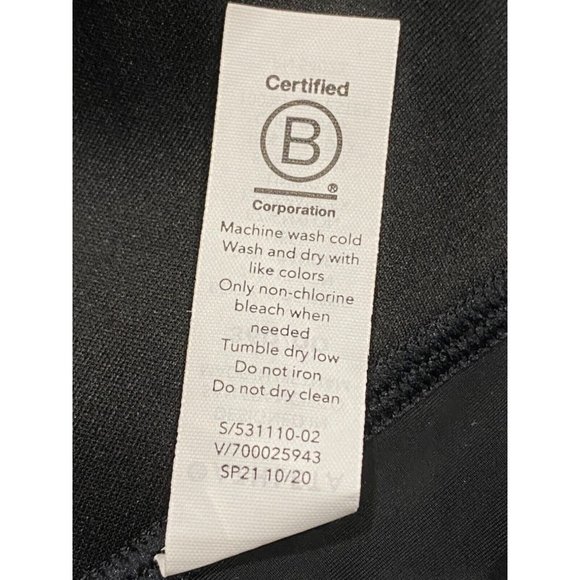 Certified
B
®
Corporation
Machine wash cold
Wash and dry with
like colors
Only non-chlorine
bleach when
needed
Tumble dry low
Do not iron
Do not dry clean
S/531110-02
V/700025943
SP21 10/20